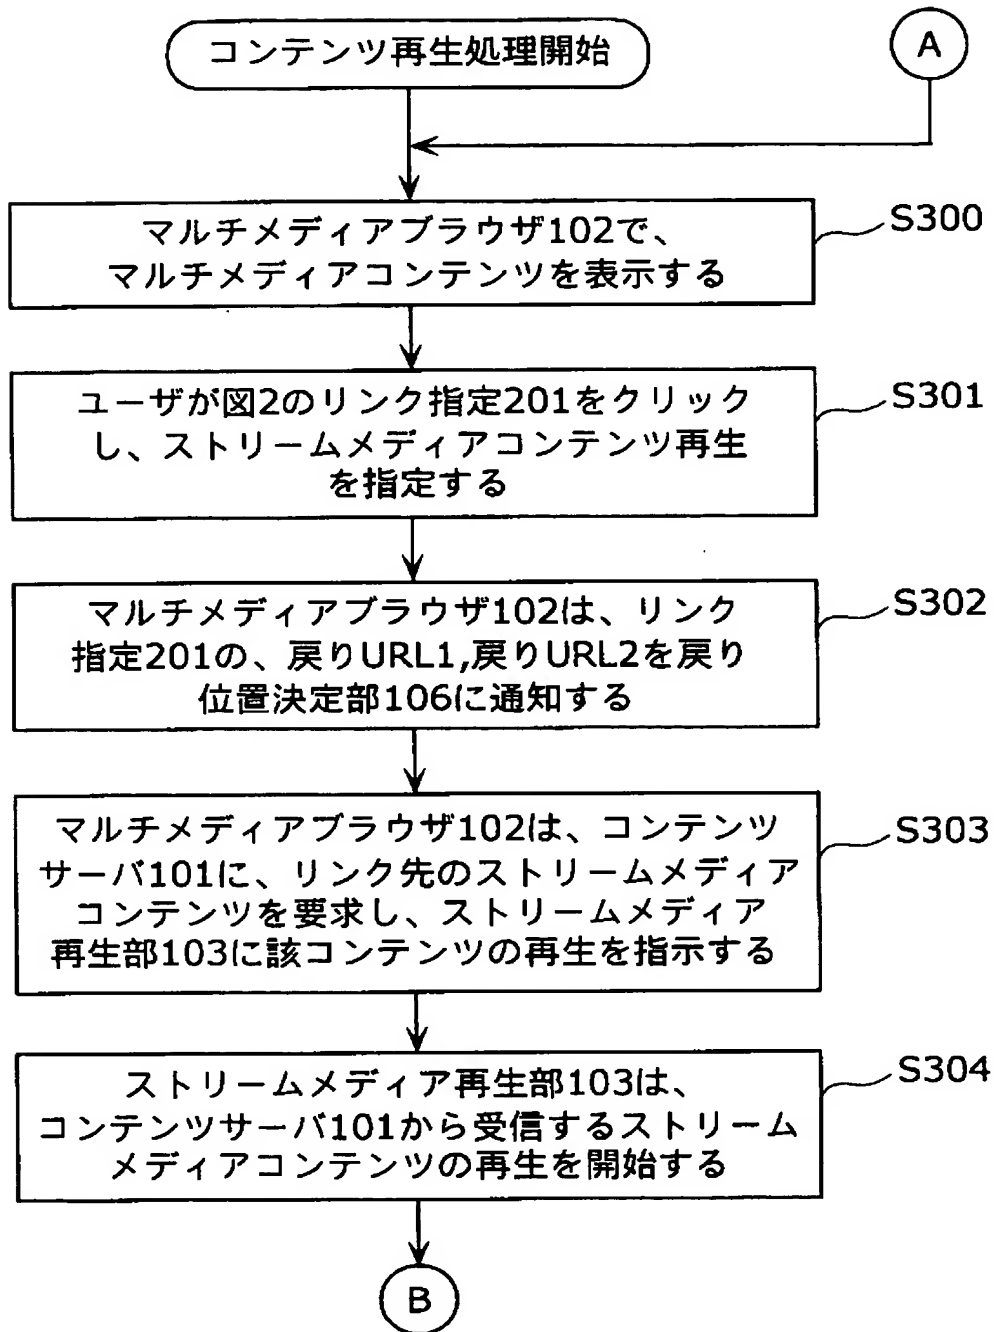 コンテンツ再生処理開始
A
マルチメディアブラウザ102で、
マルチメディアコンテンツを表示する
S300
ユーザが図2のリンク指定201をクリック
し、ストリームメディアコンテンツ再生
を指定する
S301
マルチメディアブラウザ102は、リンク
指定201の、戻りURL1,戻りURL2を戻り
位置決定部106に通知する
S302
マルチメディアブラウザ102は、コンテンツ
サーバ101に、リンク先のストリームメディア
コンテンツを要求し、ストリームメディア
再生部103に該コンテンツの再生を指示する
S303
ストリームメディア再生部103は、
コンテンツサーバ101から受信するストリーム
メディアコンテンツの再生を開始する
S304
B